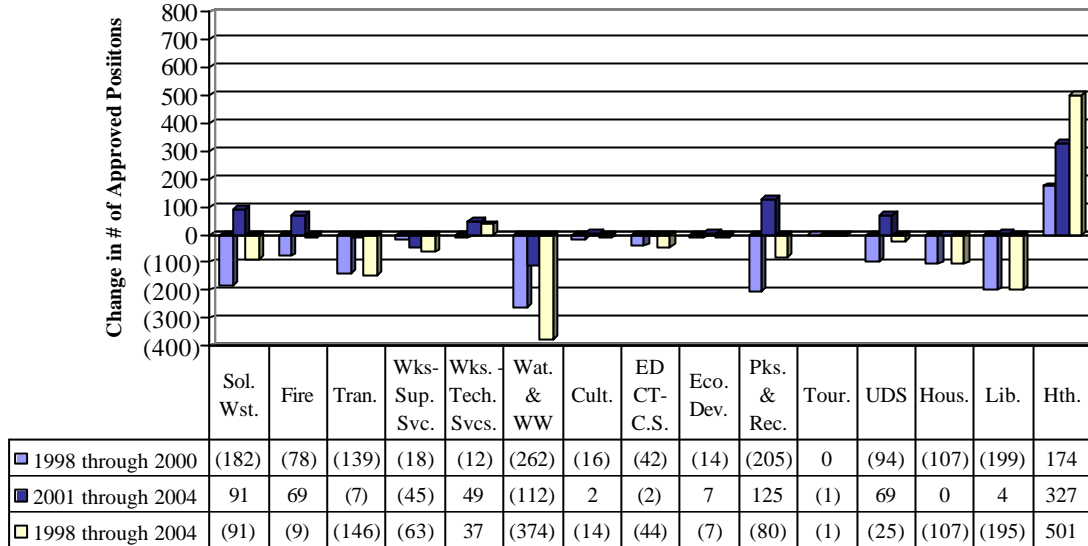 Change in # of Approved Posiitons
800
700
600
500
400
300
200
100
0
(100)
(200)
(300)
(400)
Sol. Wst. Fire Tran. Wks- Sup. Svc. Wks. - Tech. Svcs. Wat. & WW Cult. ED CT- C.S. Eco. Dev. Pks. & Rec. Tour. UDS Hous. Lib. Hth.
1998 through 2000 (182) (78) (139) (18) (12) (262) (16) (42) (14) (205) 0 (94) (107) (199) 174
2001 through 2004 91 69 (7) (45) 49 (112) 2 (2) 7 125 (1) 69 0 4 327
1998 through 2004 (91) (9) (146) (63) 37 (374) (14) (44) (7) (80) (1) (25) (107) (195) 501